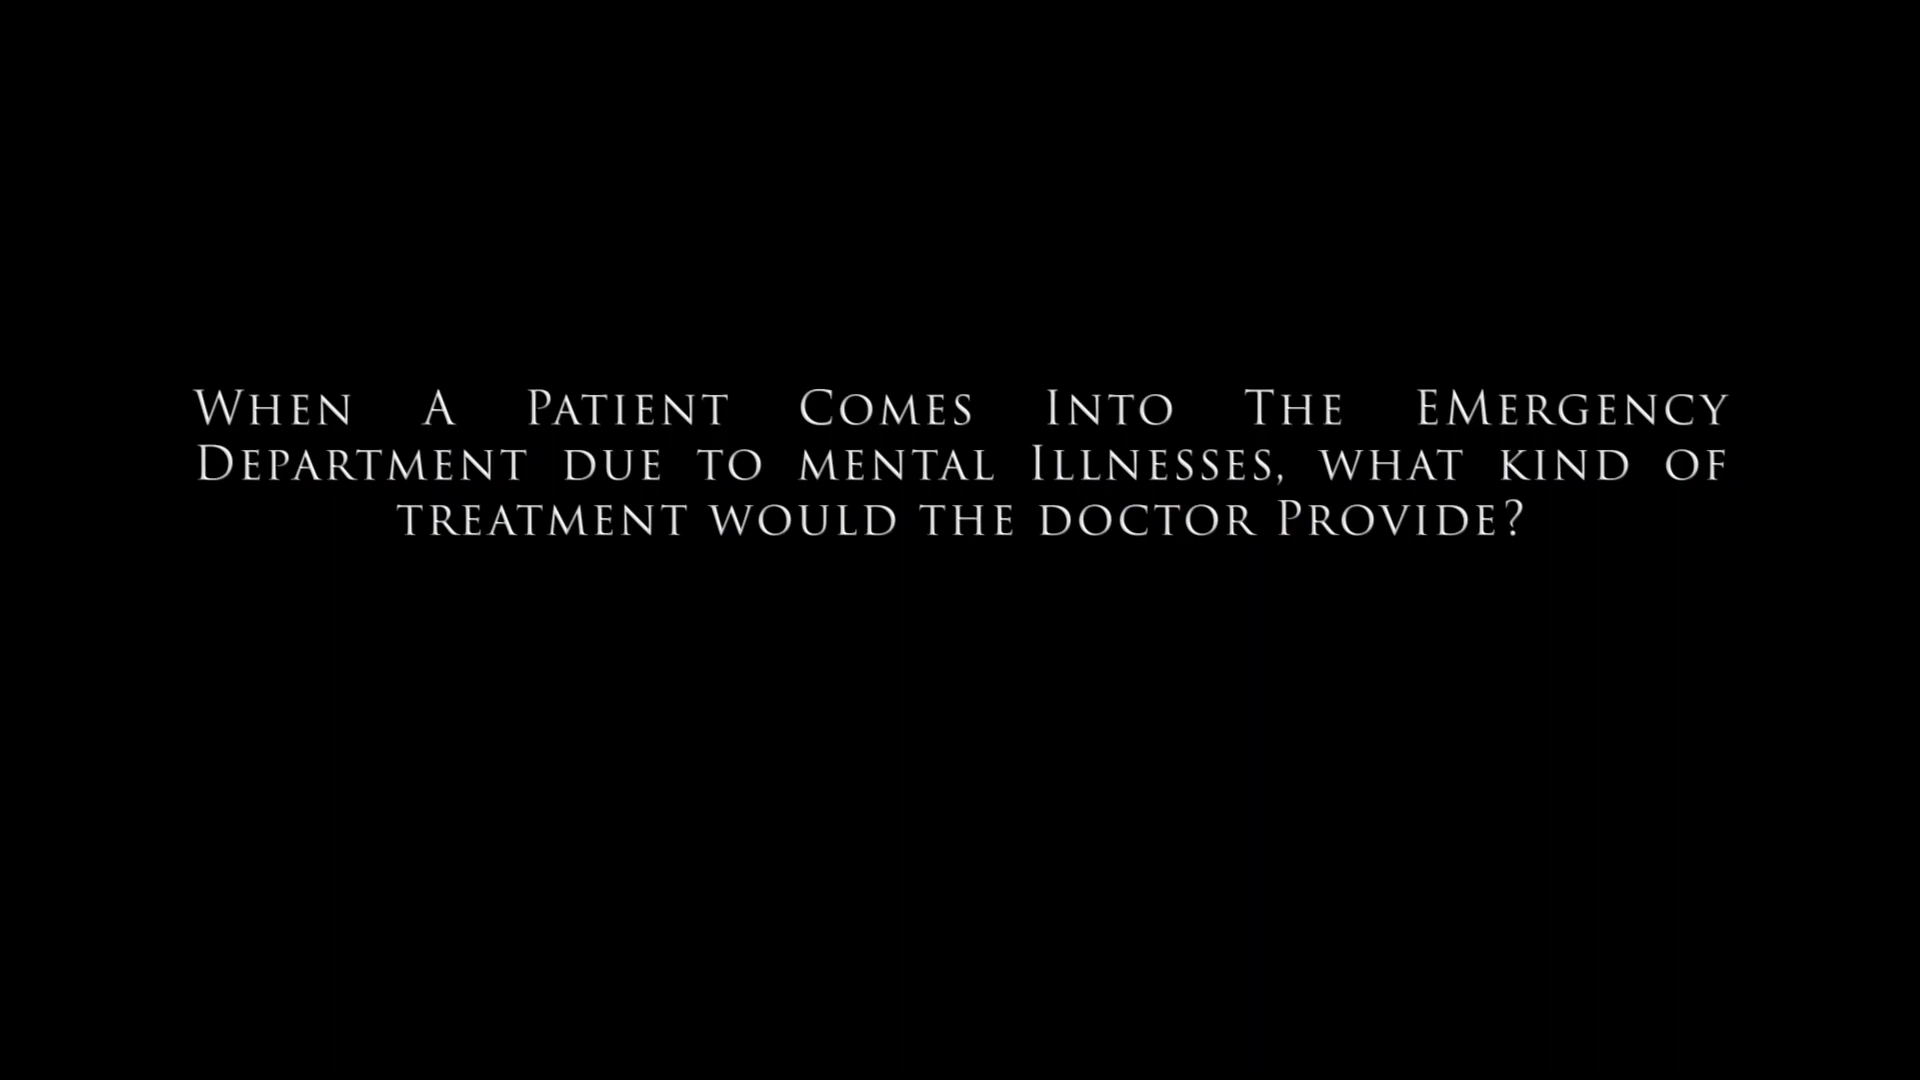 When A Patient Comes Into The EMergency
Department due to mental Illnesses, what kind of
treatment would the doctor Provide?